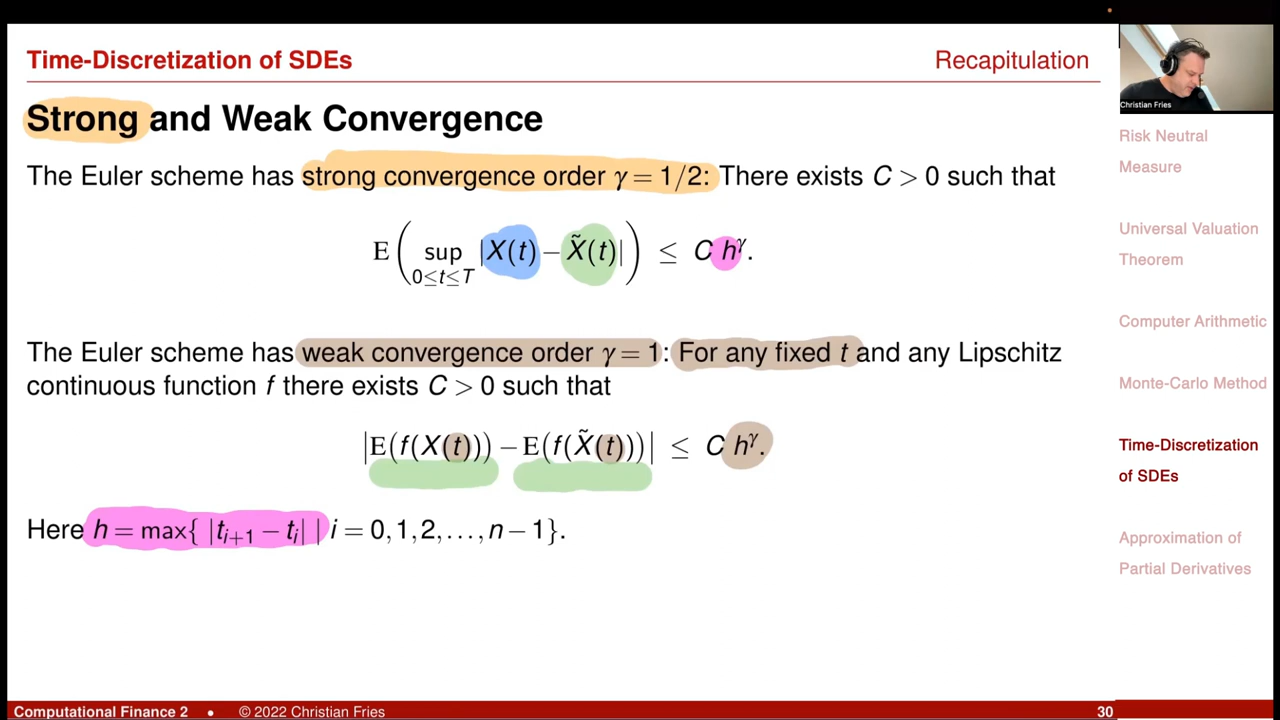 Time-Discretization of SDEs
Recapitulation
Strong and Weak Convergence
The Euler scheme has strong convergence order γ = 1/2: There exists C > 0 such that
E ( sup 0≤t≤T |X(t) − X̃(t)| ) ≤ C h^γ.
The Euler scheme has weak convergence order γ = 1: For any fixed t and any Lipschitz
continuous function f there exists C > 0 such that
|E(f(X(t))) − E(f(X̃(t)))| ≤ C h^γ.
Here h = max{ |t_{i+1} − t_i| | i = 0, 1, 2, ..., n − 1}.
Christian Fries
Risk Neutral
Measure
Universal Valuation
Theorem
Computer Arithmetic
Monte-Carlo Method
Time-Discretization
of SDEs
Approximation of
Partial Derivatives
Computational Finance 2 • © 2022 Christian Fries
30